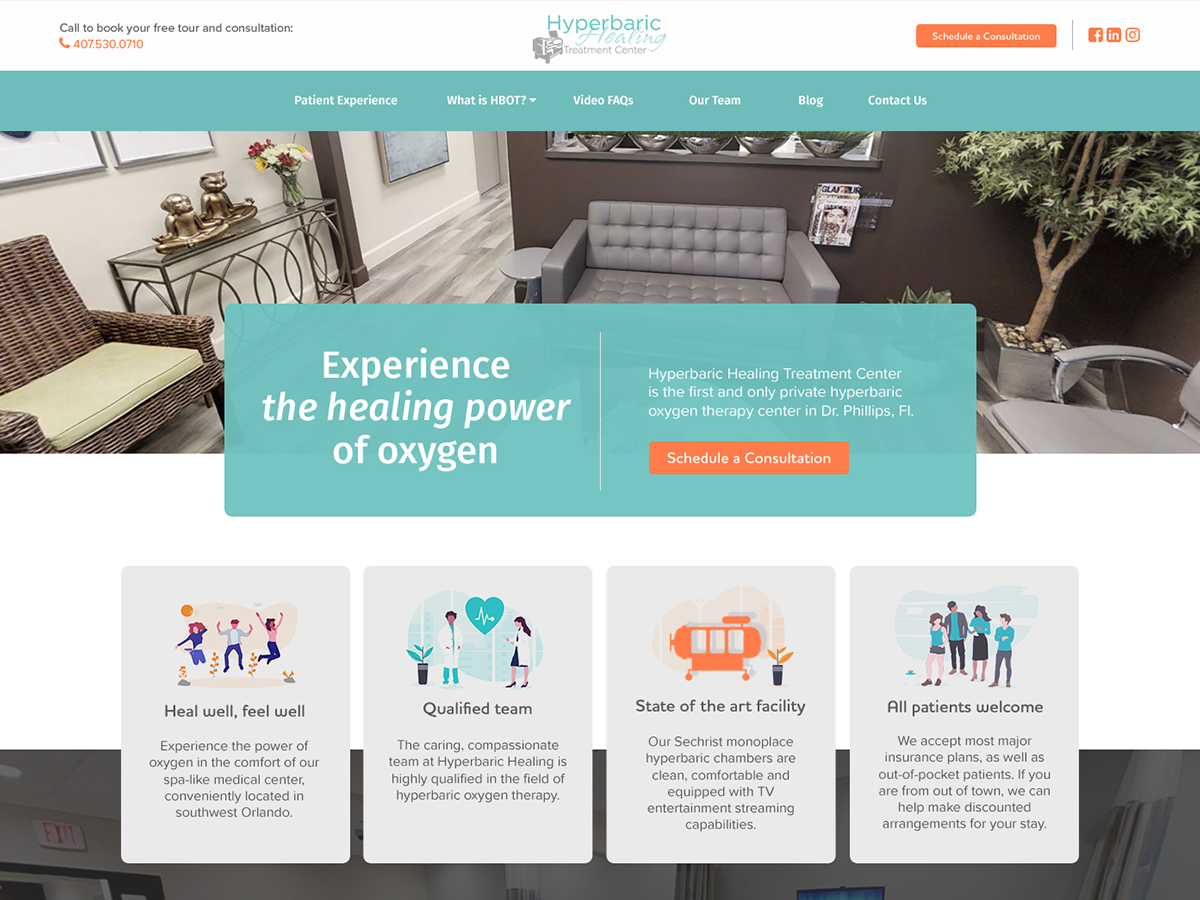 Call to book your free tour and consultation:
407.530.0710
Hyperbaric
Healing
Treatment Center
Schedule a Consultation
Patient Experience
What is HBOT?
Video FAQs
Our Team
Blog
Contact Us
GLAMOUR
Experience
the healing power
of oxygen
Hyperbaric Healing Treatment Center
is the first and only private hyperbaric
oxygen therapy center in Dr. Phillips, Fl.
Schedule a Consultation
Heal well, feel well
Experience the power of
oxygen in the comfort of our
spa-like medical center,
conveniently located in
southwest Orlando.
Qualified team
The caring, compassionate
team at Hyperbaric Healing is
highly qualified in the field of
hyperbaric oxygen therapy.
State of the art facility
Our Sechrist monoplace
hyperbaric chambers are
clean, comfortable and
equipped with TV
entertainment streaming
capabilities.
All patients welcome
We accept most major
insurance plans, as well as
out-of-pocket patients. If you
are from out of town, we can
help make discounted
arrangements for your stay.
EXIT